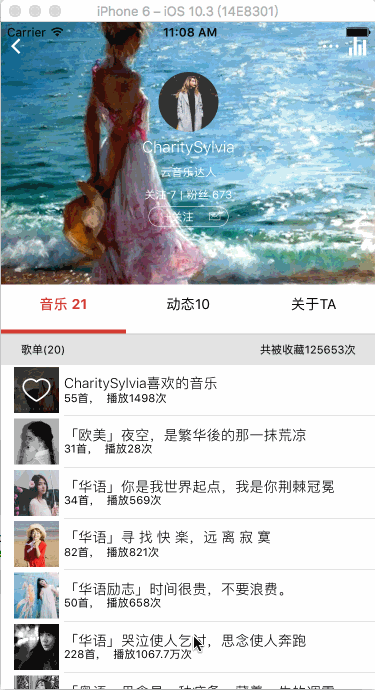 iPhone 6 – iOS 10.3 (14E8301)
Carrier 11:08 AM
CharitySylvia
云音乐达人
关注 7 | 粉丝 673
关注
音乐 21 动态10 关于TA
歌单(20) 共被收藏125653次
CharitySylvia喜欢的音乐
55首， 播放1498次
「欧美」夜空，是繁华後的那一抹荒凉
31首， 播放28次
「华语」你是我世界起点，我是你荆棘冠冕
34首， 播放569次
「华语」寻 找 快 楽，远 离 寂 寞
82首， 播放821次
「华语励志」时间很贵，不要浪费。
50首， 播放658次
「华语」哭泣使人乞讨，思念使人奔跑
228首， 播放1067.7万次